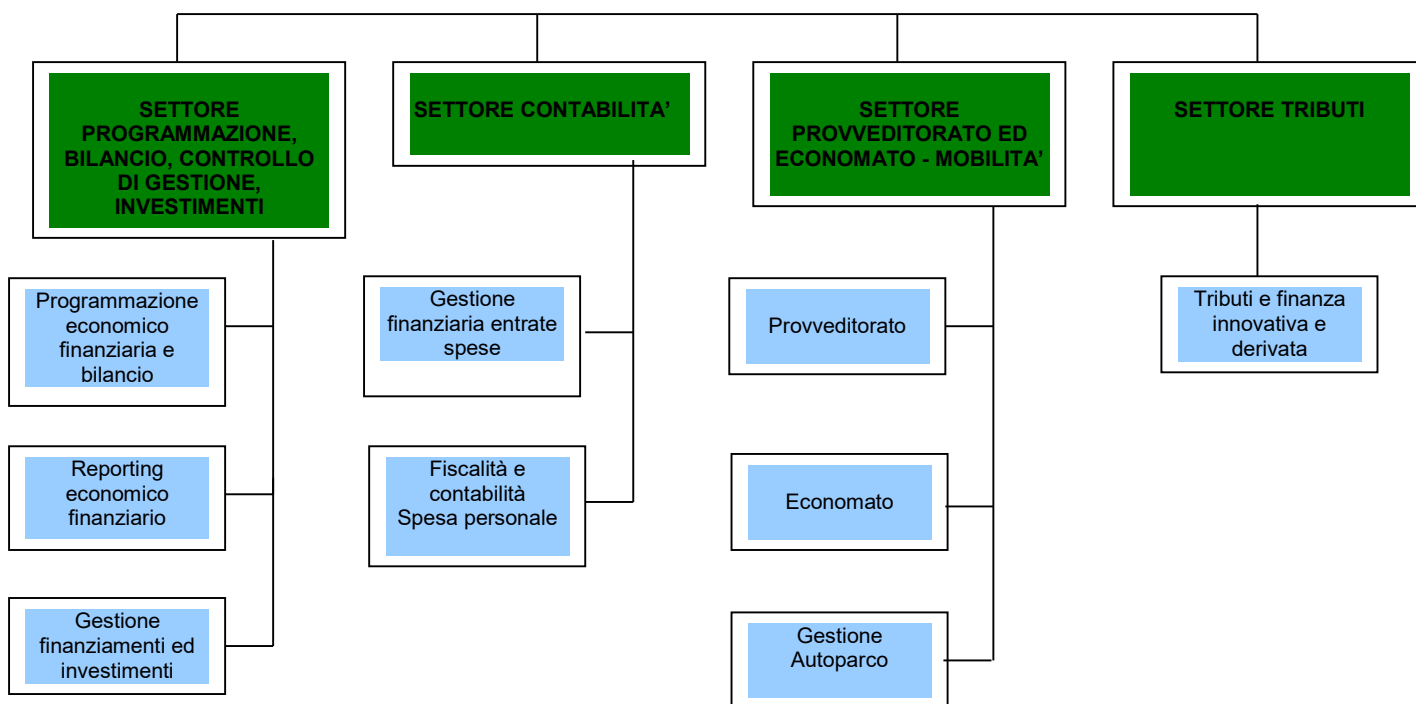 SETTORE
PROGRAMMAZIONE,
BILANCIO, CONTROLLO
DI GESTIONE,
INVESTIMENTI
SETTORE CONTABILITA’
SETTORE
PROVVEDITORATO ED
ECONOMATO - MOBILITA’
SETTORE TRIBUTI
Programmazione
economico
finanziaria e
bilancio
Gestione
finanziaria entrate
spese
Provveditorato
Tributi e finanza
innovativa e
derivata
Reporting
economico
finanziario
Fiscalità e
contabilità
Spesa personale
Economato
Gestione
finanziamenti ed
investimenti
Gestione
Autoparco